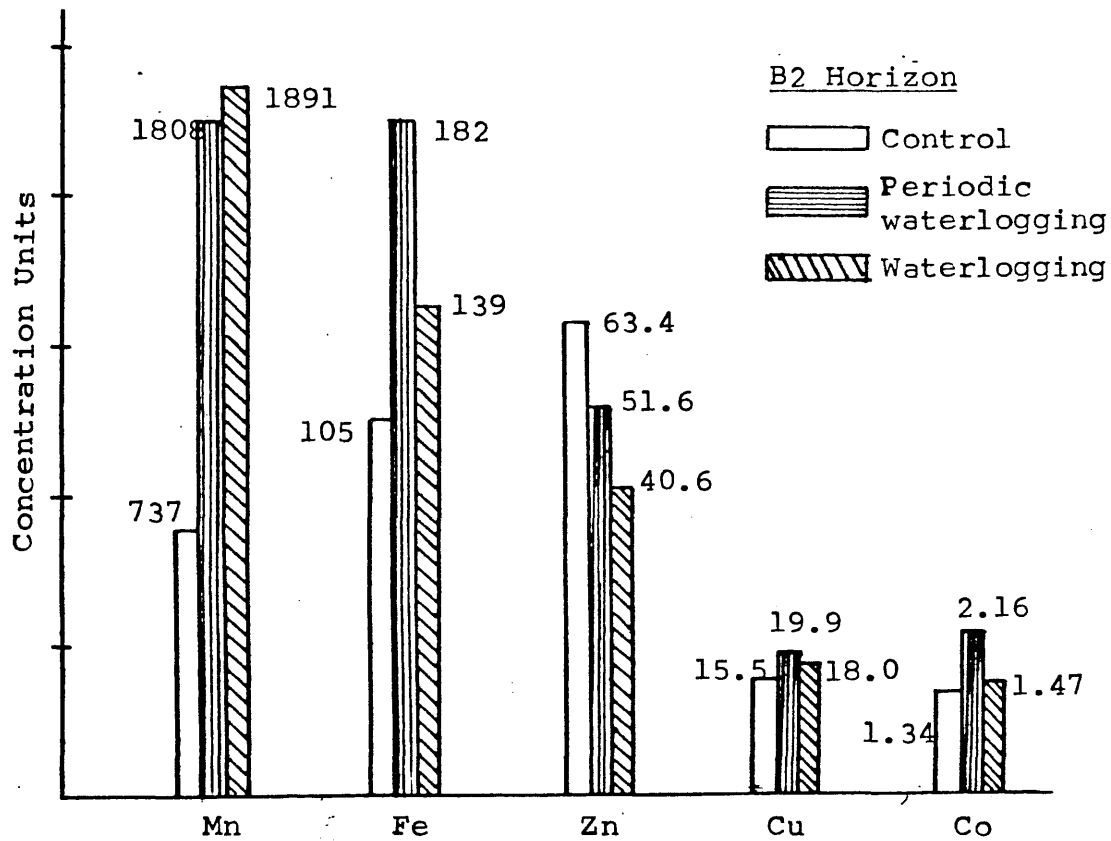 Concentration Units
B2 Horizon
Control
Periodic
waterlogging
Waterlogging
1808
1891
737
182
105
139
63.4
51.6
40.6
15.5
19.9
18.0
2.16
1.34
1.47
Mn Fe Zn Cu Co